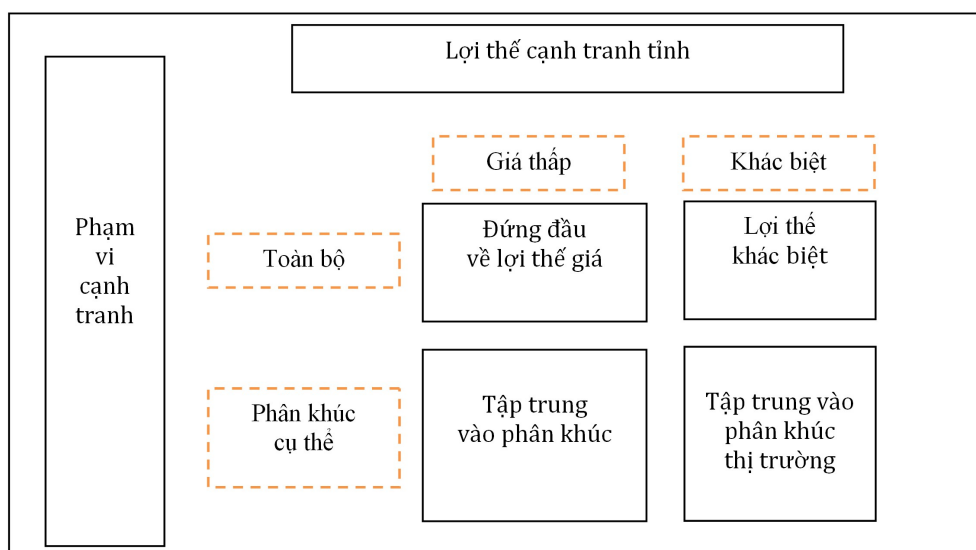 Lợi thế cạnh tranh tỉnh
Giá thấp
Khác biệt
Phạm
vi
cạnh
tranh
Toàn bộ
Đứng đầu
về lợi thế giá
Lợi thế
khác biệt
Phân khúc
cụ thể
Tập trung
vào phân khúc
Tập trung vào
phân khúc
thị trường